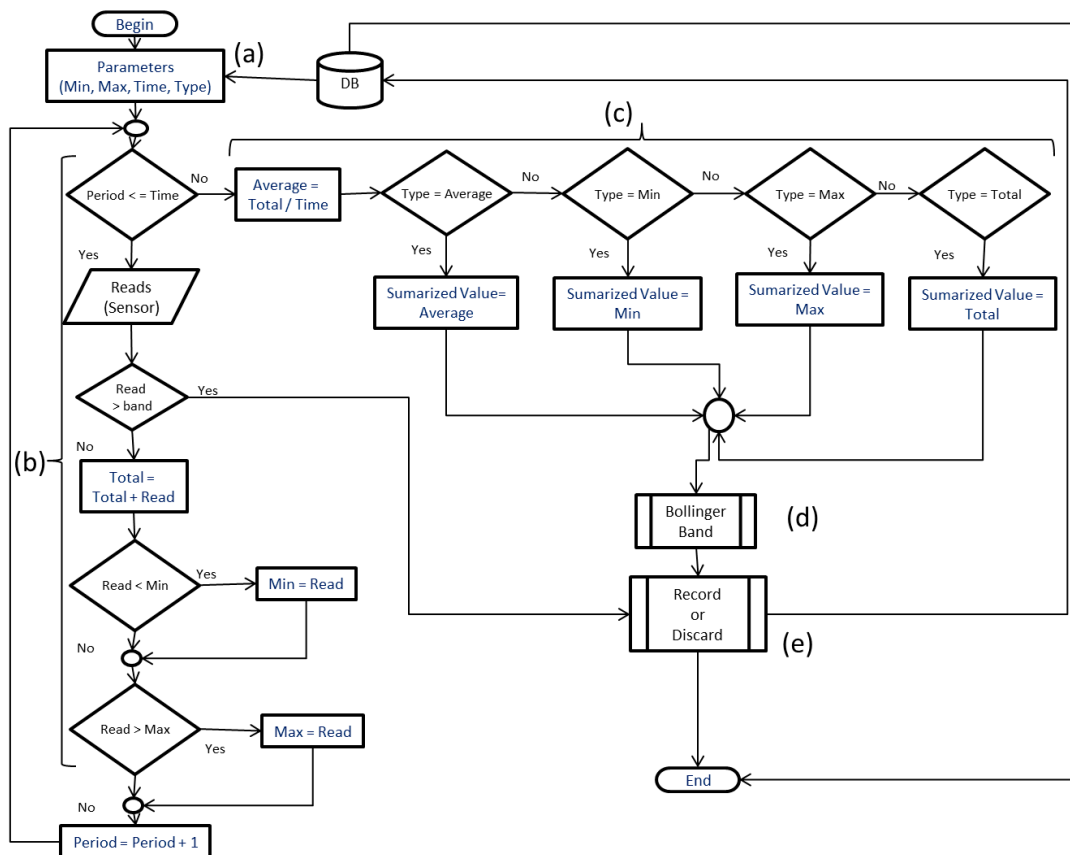 Begin
(a)
Parameters
(Min, Max, Time, Type)
DB
(c)
Period <= Time
No
Average =
Total / Time
Type = Average
No
Type = Min
No
Type = Max
No
Type = Total
Yes
Yes
Yes
Yes
Yes
Reads
(Sensor)
Sumarized Value=
Average
Sumarized Value =
Min
Sumarized Value =
Max
Sumarized Value =
Total
Read
> band
Yes
No
(b)
Total =
Total + Read
Bollinger
Band
(d)
Read < Min
Yes
Min = Read
Record
or
Discard
(e)
No
Read > Max
Yes
Max = Read
End
No
Period = Period + 1